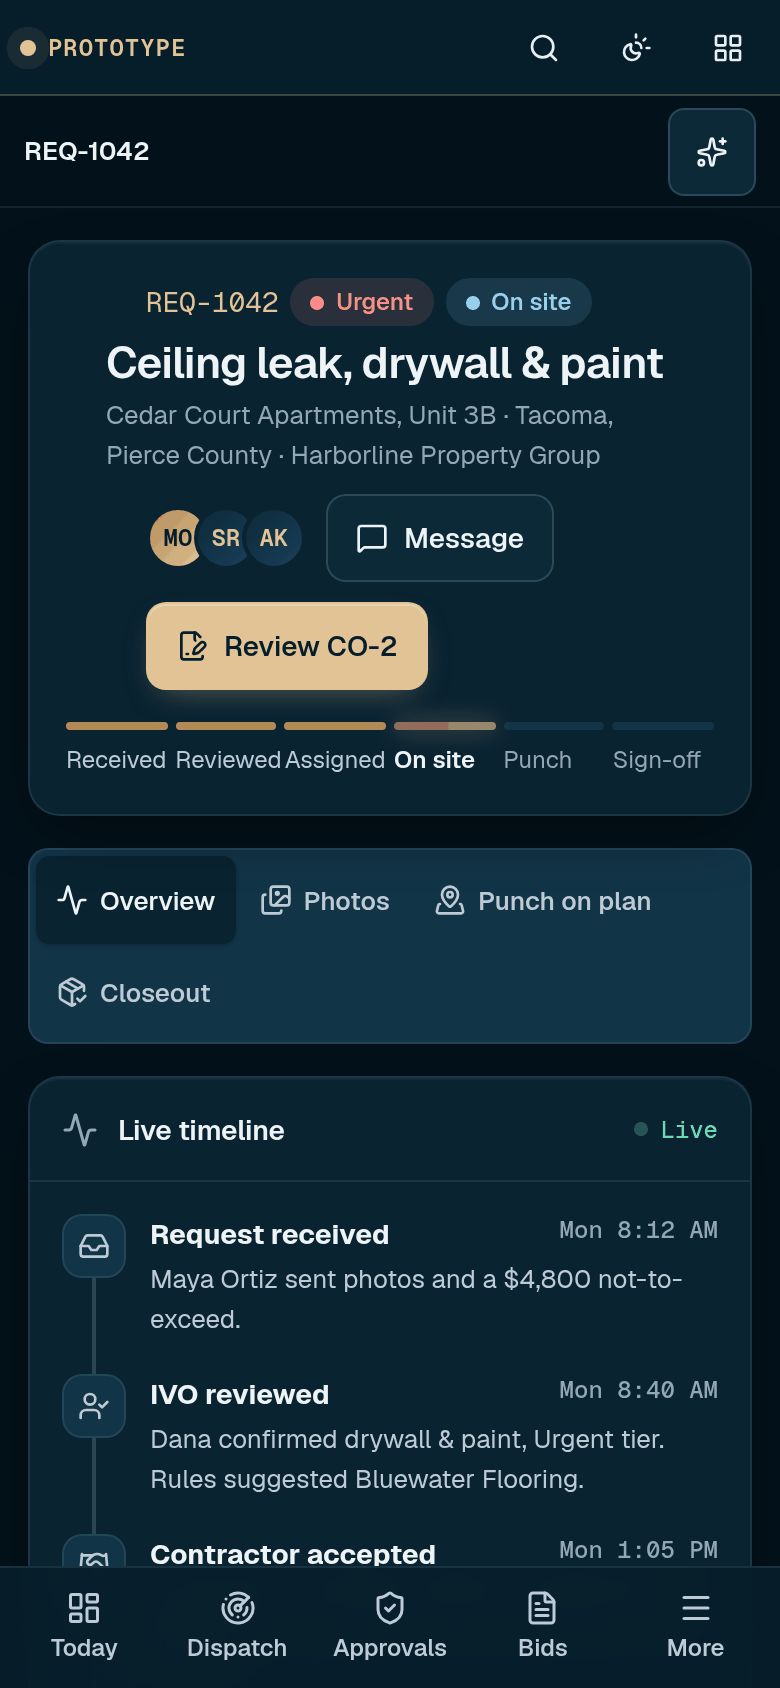 PROTOTYPE
REQ-1042
REQ-1042 Urgent On site
Ceiling leak, drywall & paint
Cedar Court Apartments, Unit 3B · Tacoma,
Pierce County · Harborline Property Group
MO SR AK Message
Review CO-2
Received Reviewed Assigned On site Punch Sign-off
Overview Photos Punch on plan
Closeout
Live timeline Live
Request received Mon 8:12 AM
Maya Ortiz sent photos and a $4,800 not-to-
exceed.
IVO reviewed Mon 8:40 AM
Dana confirmed drywall & paint, Urgent tier.
Rules suggested Bluewater Flooring.
Contractor accepted Mon 1:05 PM
Today Dispatch Approvals Bids More